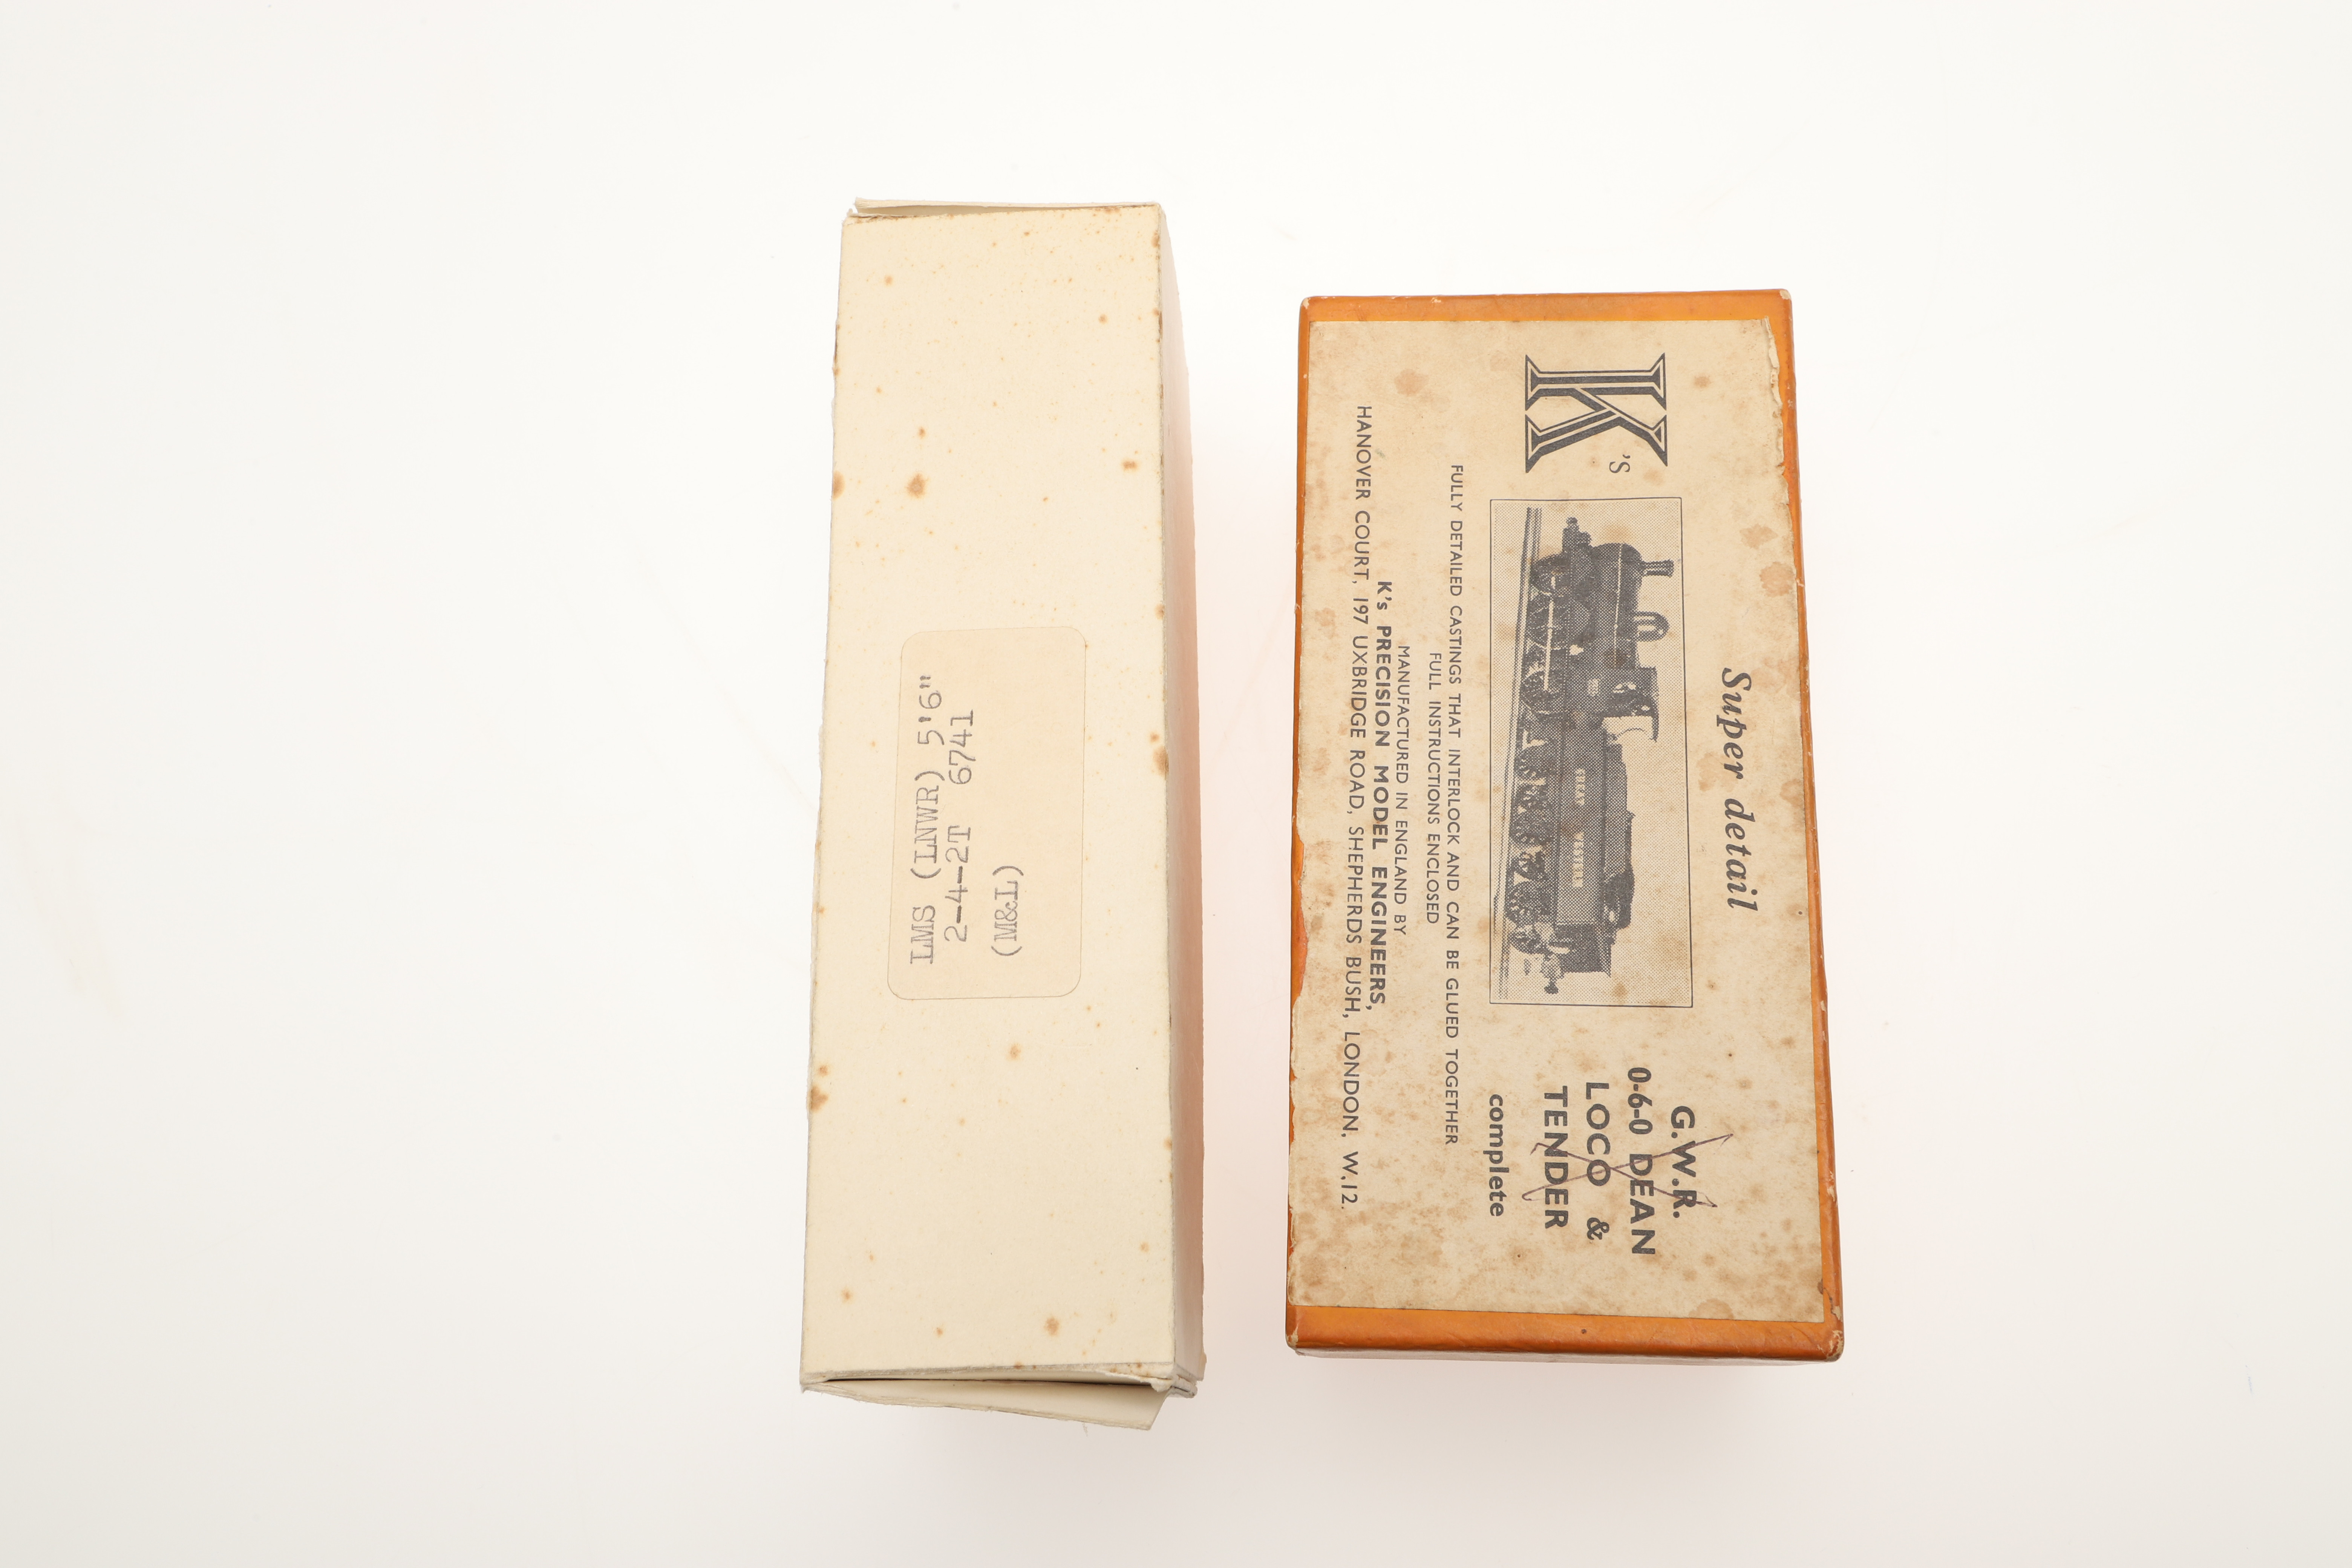 LMS (LNWR) 5'6"
2-4-2T 6741
(M&L)
Super detail
K's
GREAT WESTERN
G.W.R.
0-6-0 DEAN
LOCO &
TENDER
complete
FULLY DETAILED CASTINGS THAT INTERLOCK AND CAN BE GLUED TOGETHER
FULL INSTRUCTIONS ENCLOSED
MANUFACTURED IN ENGLAND BY
K's PRECISION MODEL ENGINEERS,
HANOVER COURT, 197 UXBRIDGE ROAD, SHEPHERDS BUSH, LONDON, W.12.